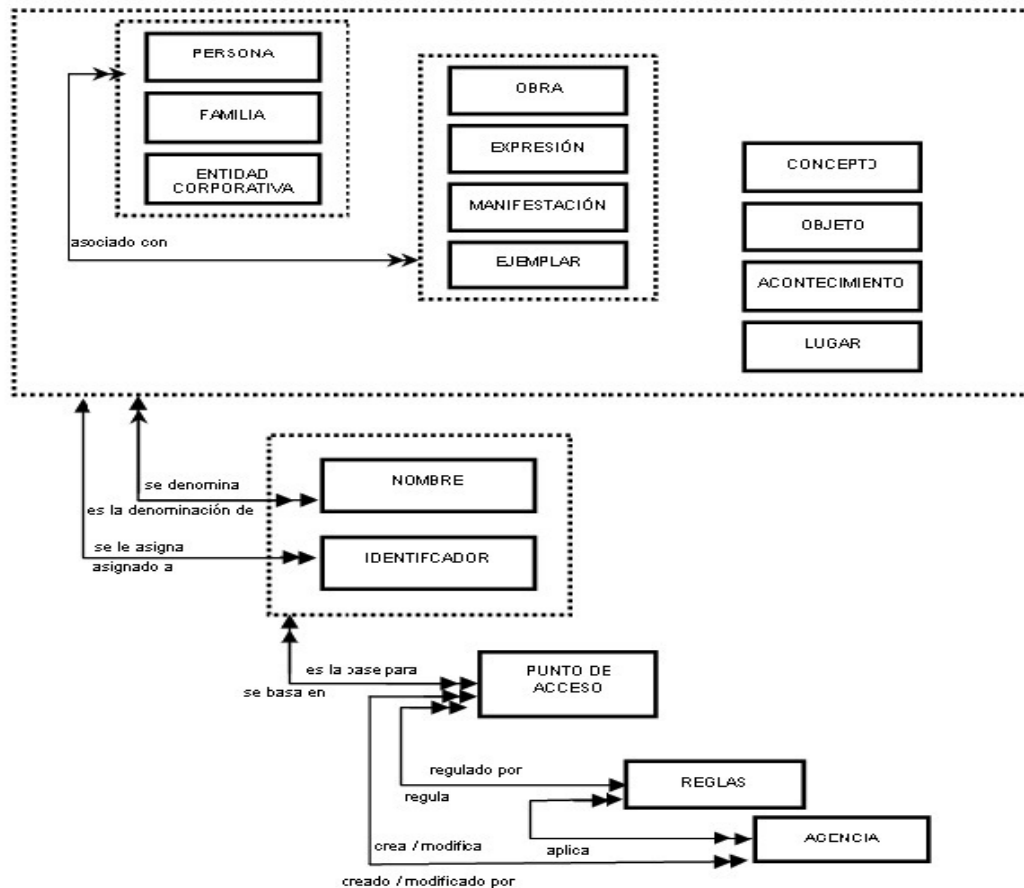 PERSONA
FAMILIA
ENTIDAD
CORPORATIVA
asociado con
OBRA
EXPRESIÓN
MANIFESTACIÓN
EJEMPLAR
CONCEPTO
OBJETO
ACONTECIMIENTO
LUGAR
se denomina
es la denominación de
NOMBRE
se le asigna
asignado a
IDENTIFCADOR
es la base para
se basa en
PUNTO DE
ACCESO
regulado por
regula
REGLAS
crea / modifica
aplica
AGENCIA
creado / modificado por